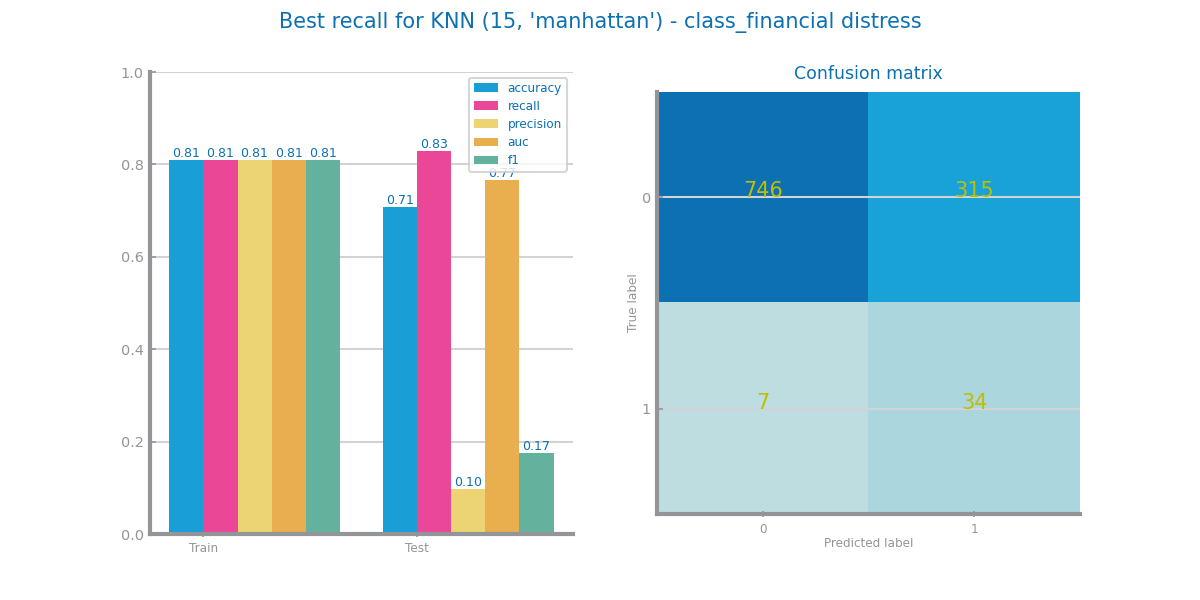 Best recall for KNN (15, 'manhattan') - class_financial distress
1.0
0.8
0.6
0.4
0.2
0.0
accuracy
recall
precision
auc
f1
0.81 0.81 0.81 0.81 0.81
0.71 0.83 0.10 0.77 0.17
Train Test
Confusion matrix
True label
0
1
746 315
7 34
0 1
Predicted label